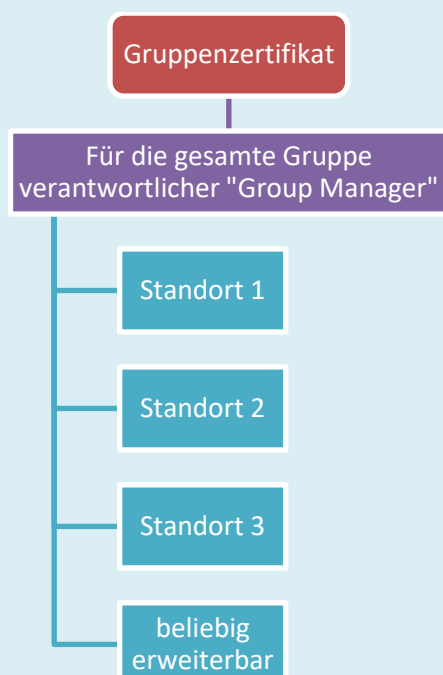 Gruppenzertifikat
Für die gesamte Gruppe
verantwortlicher "Group Manager"
Standort 1
Standort 2
Standort 3
beliebig
erweiterbar